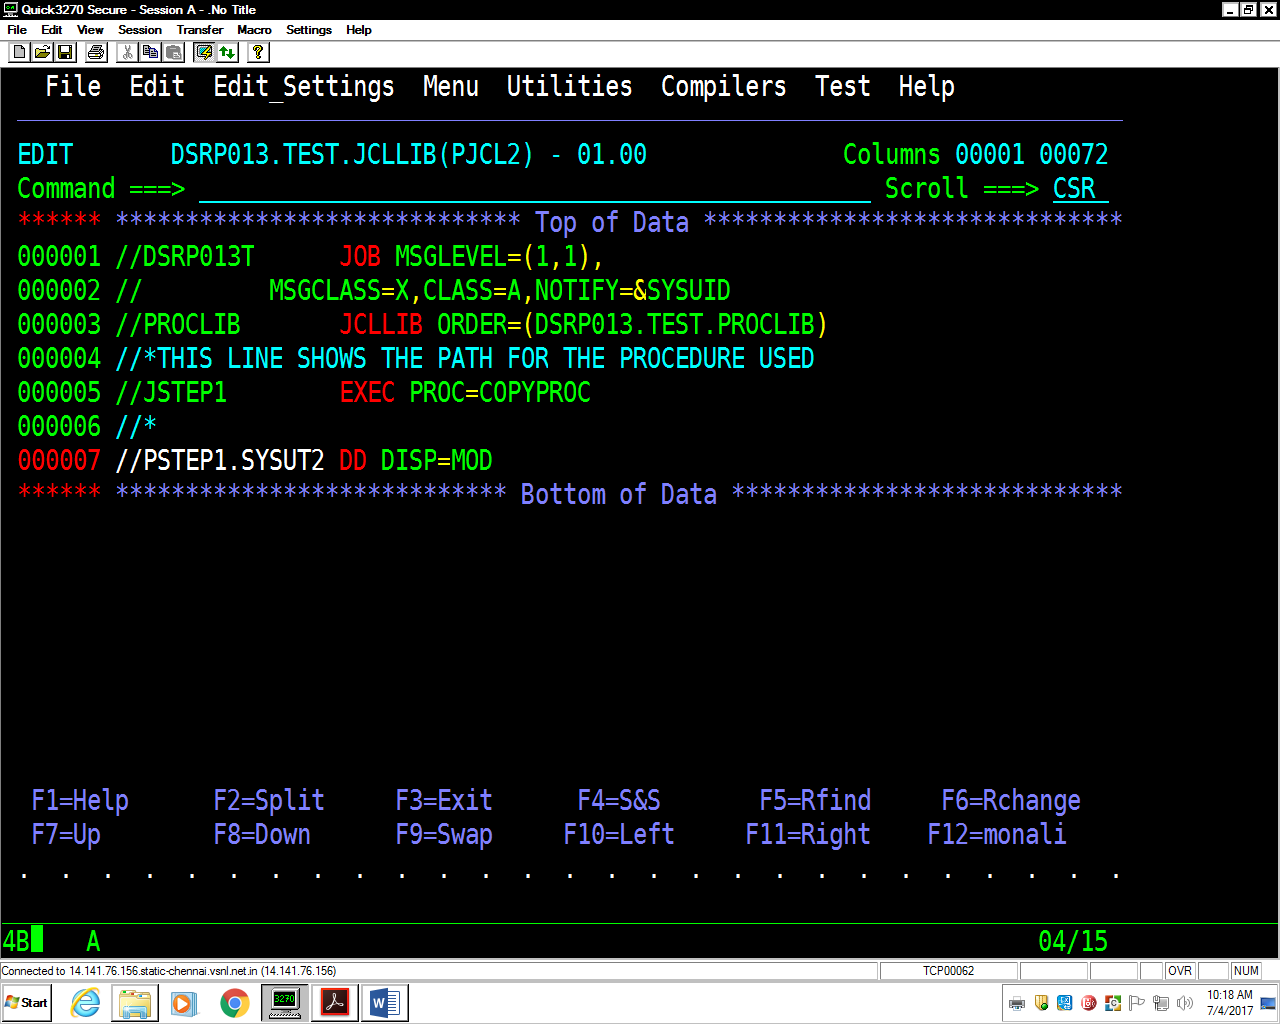 Quick3270 Secure - Session A - .No Title
File Edit View Session Transfer Macro Settings Help
File Edit Edit_Settings Menu Utilities Compilers Test Help
EDIT DSRP013.TEST.JCLLIB(PJCL2) - 01.00 Columns 00001 00072
Command ===> Scroll ===> CSR
****** ***************************** Top of Data ******************************
000001 //DSRP013T JOB MSGLEVEL=(1,1),
000002 // MSGCLASS=X,CLASS=A,NOTIFY=&SYSUID
000003 //PROCLIB JCLLIB ORDER=(DSRP013.TEST.PROCLIB)
000004 //*THIS LINE SHOWS THE PATH FOR THE PROCEDURE USED
000005 //JSTEP1 EXEC PROC=COPYPROC
000006 //*
000007 //PSTEP1.SYSUT2 DD DISP=MOD
****** **************************** Bottom of Data ****************************
F1=Help F2=Split F3=Exit F4=S&S F5=Rfind F6=Rchange
F7=Up F8=Down F9=Swap F10=Left F11=Right F12=monali
. . . . . . . . . . . . . . . . . . . . . . . . . . .
4B A 04/15
Connected to 14.141.76.156.static-chennai.vsnl.net.in (14.141.76.156) TCP00062 OVR NUM
Start 3270 10:18 AM
7/4/2017